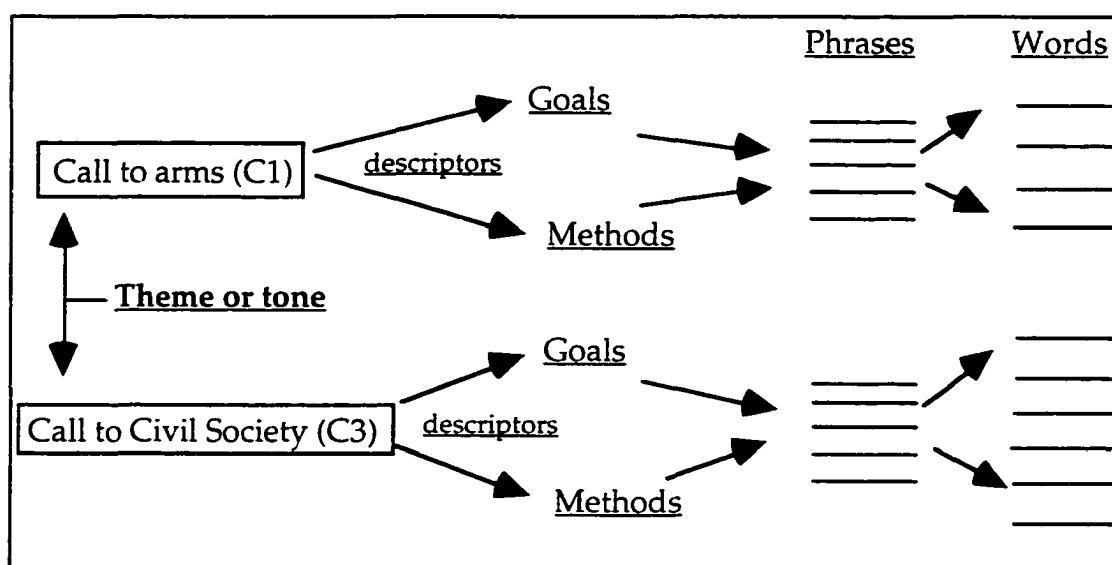 Phrases Words
Goals
Call to arms (C1)
descriptors
Methods
Theme or tone
Goals
Call to Civil Society (C3)
descriptors
Methods